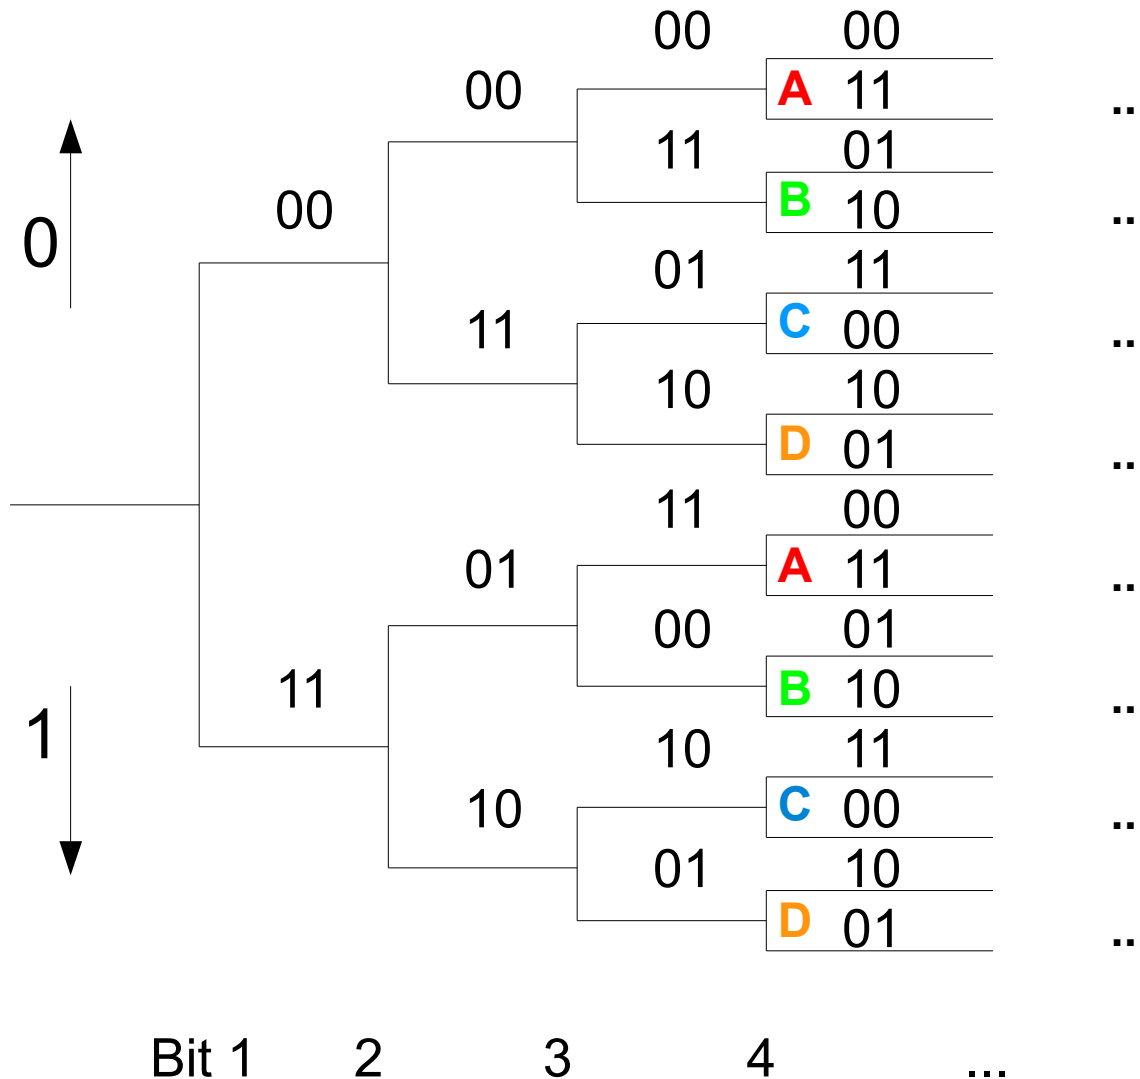 00 00
00 A 11 ..
11 01
00 B 10 ..
0
01 11
11 C 00 ..
10 10
D 01 ..
11 00
01 A 11 ..
00 01
11 B 10 ..
1
10 11
10 C 00 ..
01 10
D 01 ..
Bit 1 2 3 4 ...